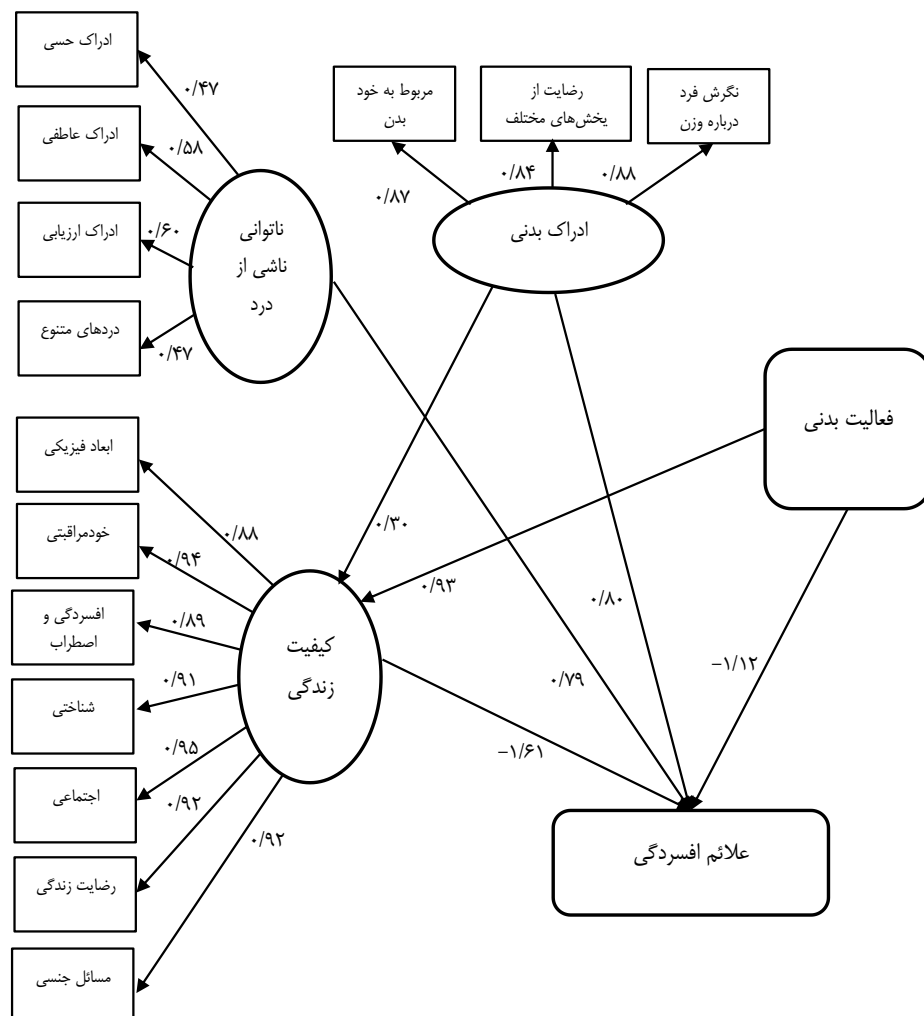 ادراک حسی
۰/۴۷
ادراک عاطفی
۰/۵۸
ادراک ارزیابی
۰/۶۰
دردهای متنوع
۰/۴۷
ناتوانی
ناشی از
درد
مربوط به خود
بدن
رضایت از
یخش‌های مختلف
نگرش فرد
درباره وزن
۰/۸۷
۰/۸۴
۰/۸۸
ادراک بدنی
فعالیت بدنی
ابعاد فیزیکی
۰/۸۸
خودمراقبتی
۰/۹۴
افسردگی و
اصطراب
۰/۸۹
شناختی
۰/۹۱
اجتماعی
۰/۹۵
رضایت زندگی
۰/۹۲
مسائل جنسی
۰/۹۲
کیفیت
زندگی
۰/۳۰
۰/۹۳
۰/۸۰
۰/۷۹
-۱/۱۲
-۱/۶۱
علائم افسردگی